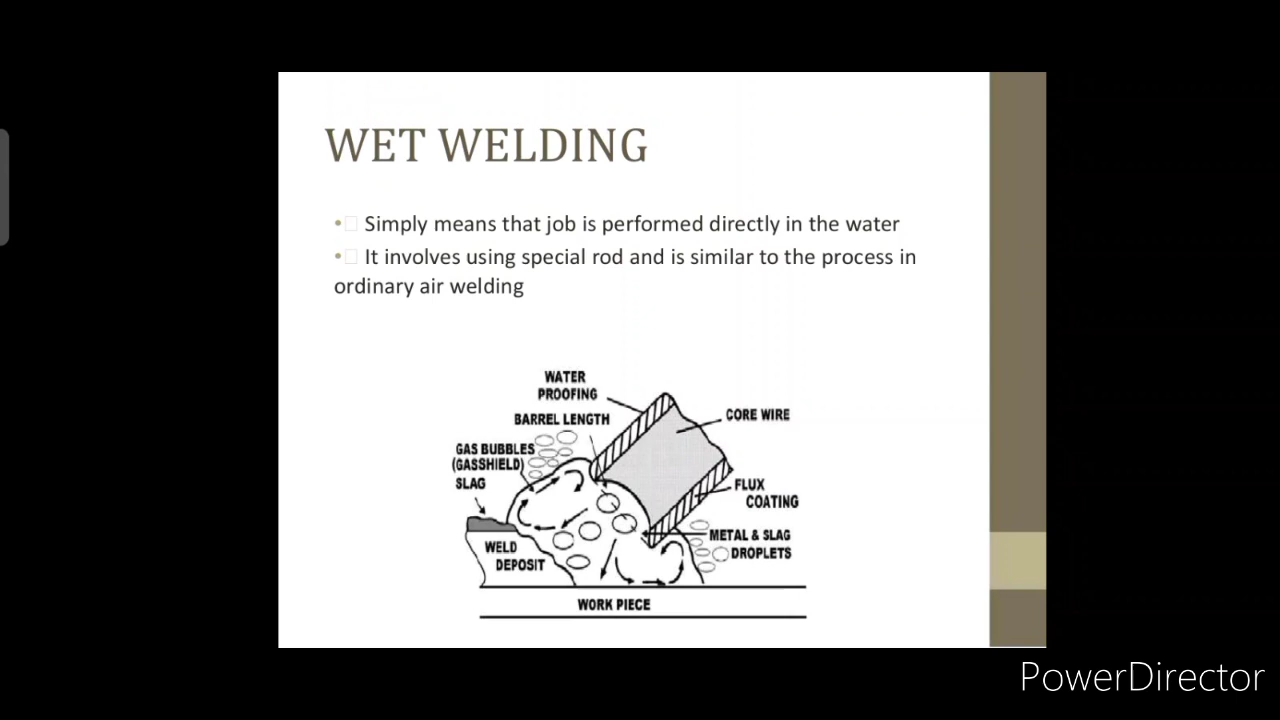 WET WELDING
• Simply means that job is performed directly in the water
• It involves using special rod and is similar to the process in
ordinary air welding
WATER
PROOFING
BARREL LENGTH
CORE WIRE
GAS BUBBLES
(GASSHIELD)
SLAG
FLUX
COATING
METAL & SLAG
DROPLETS
WELD
DEPOSIT
WORK PIECE
PowerDirector